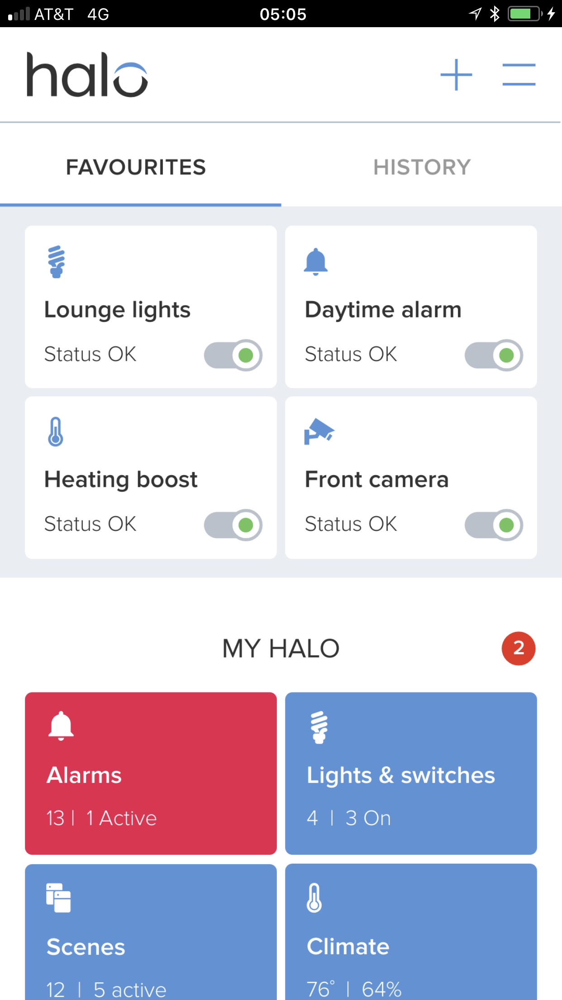 AT&T 4G 05:05
halo
FAVOURITES HISTORY
Lounge lights
Status OK
Daytime alarm
Status OK
Heating boost
Status OK
Front camera
Status OK
MY HALO 2
Alarms
13 | 1 Active
Lights & switches
4 | 3 On
Scenes
12 | 5 active
Climate
76° | 64%